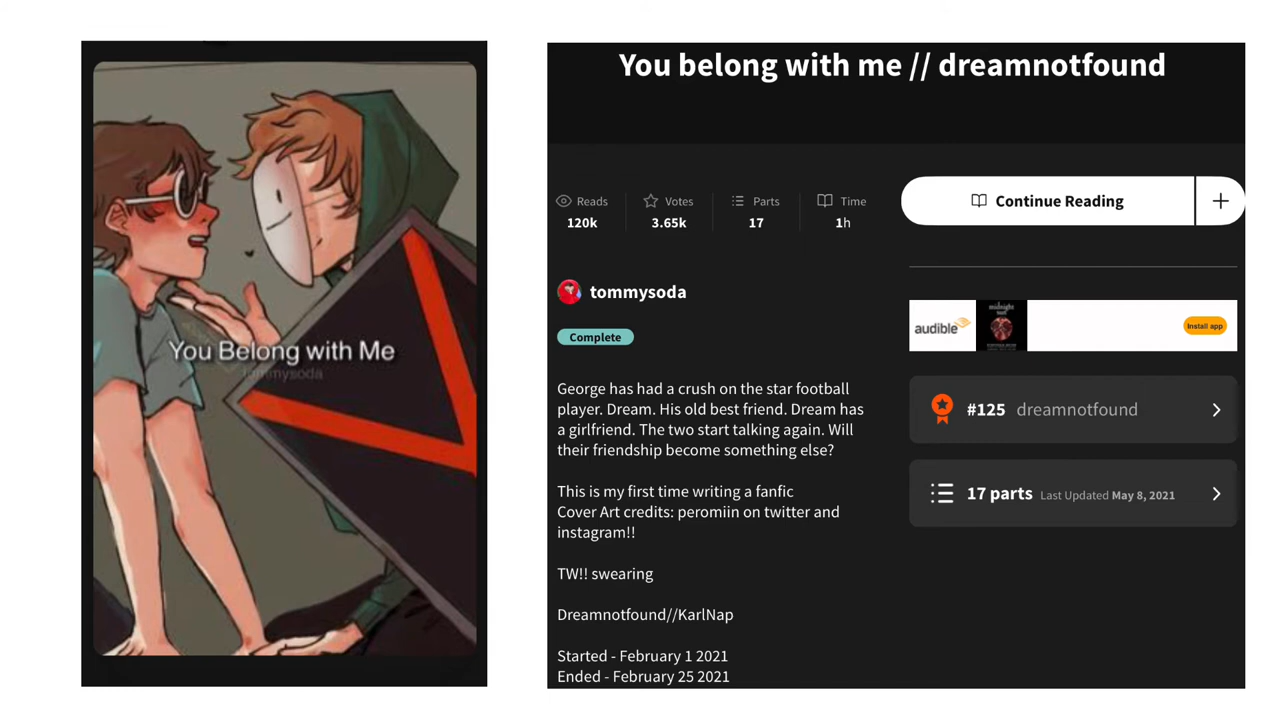 You Belong with Me
tommysoda
You belong with me // dreamnotfound
Reads
120k
Votes
3.65k
Parts
17
Time
1h
Continue Reading
tommysoda
Complete
George has had a crush on the star football
player. Dream. His old best friend. Dream has
a girlfriend. The two start talking again. Will
their friendship become something else?
This is my first time writing a fanfic
Cover Art credits: peromiin on twitter and
instagram!!
TW!! swearing
Dreamnotfound//KarlNap
Started - February 1 2021
Ended - February 25 2021
audible
midnight
sun
Install app
#125 dreamnotfound
17 parts Last Updated May 8, 2021